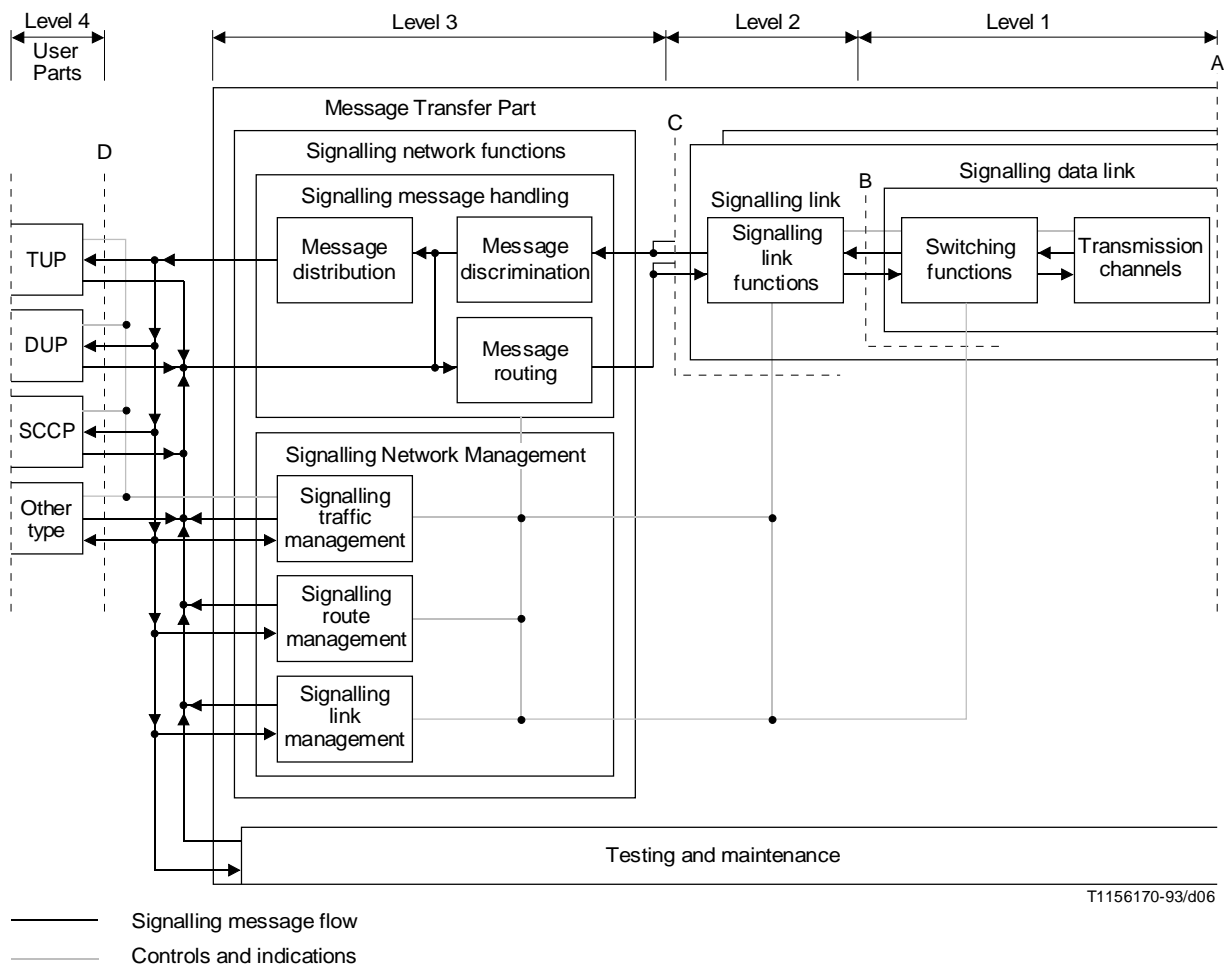 Level 4
Level 3
Level 2
Level 1
User
Parts
A
Message Transfer Part
C
D
Signalling network functions
B
Signalling data link
Signalling message handling
Signalling link
TUP
Message
distribution
Message
discrimination
Signalling
link
functions
Switching
functions
Transmission
channels
DUP
Message
routing
SCCP
Signalling Network Management
Other
type
Signalling
traffic
management
Signalling
route
management
Signalling
link
management
Testing and maintenance
T1156170-93/d06
Signalling message flow
Controls and indications